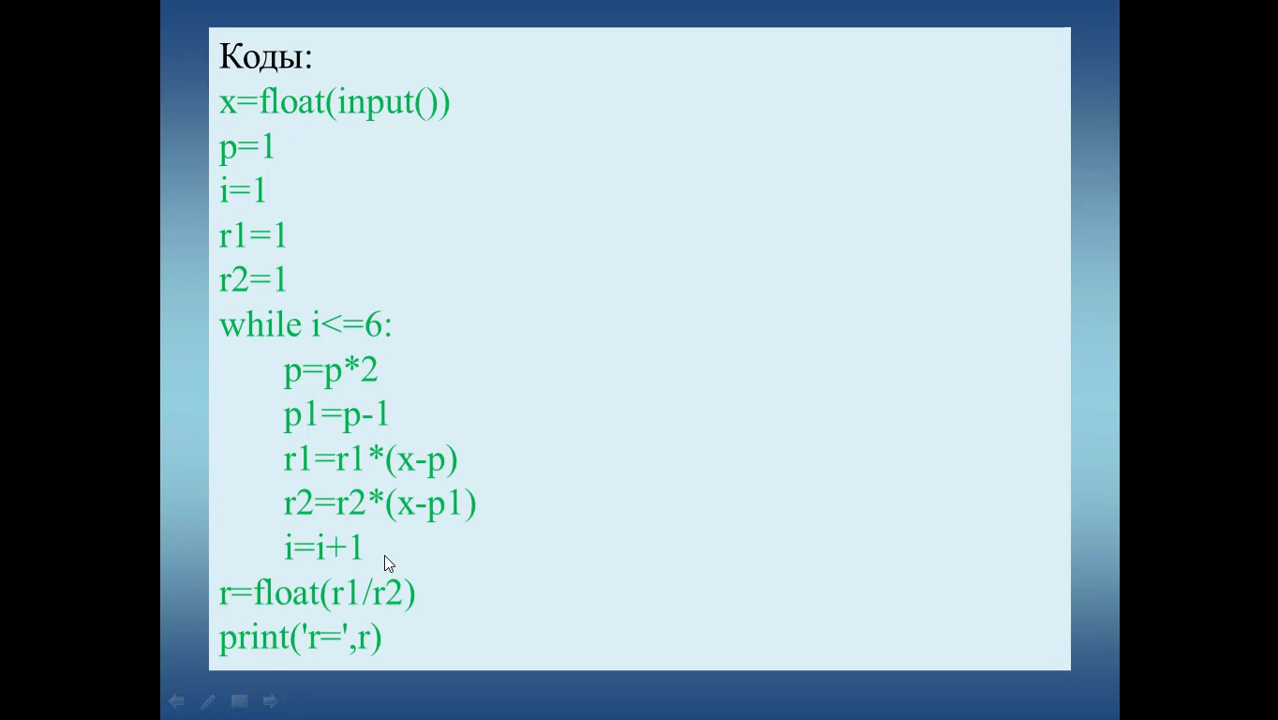 Коды:
x=float(input())
p=1
i=1
r1=1
r2=1
while i<=6:
p=p*2
p1=p-1
r1=r1*(x-p)
r2=r2*(x-p1)
i=i+1
r=float(r1/r2)
print('r=',r)